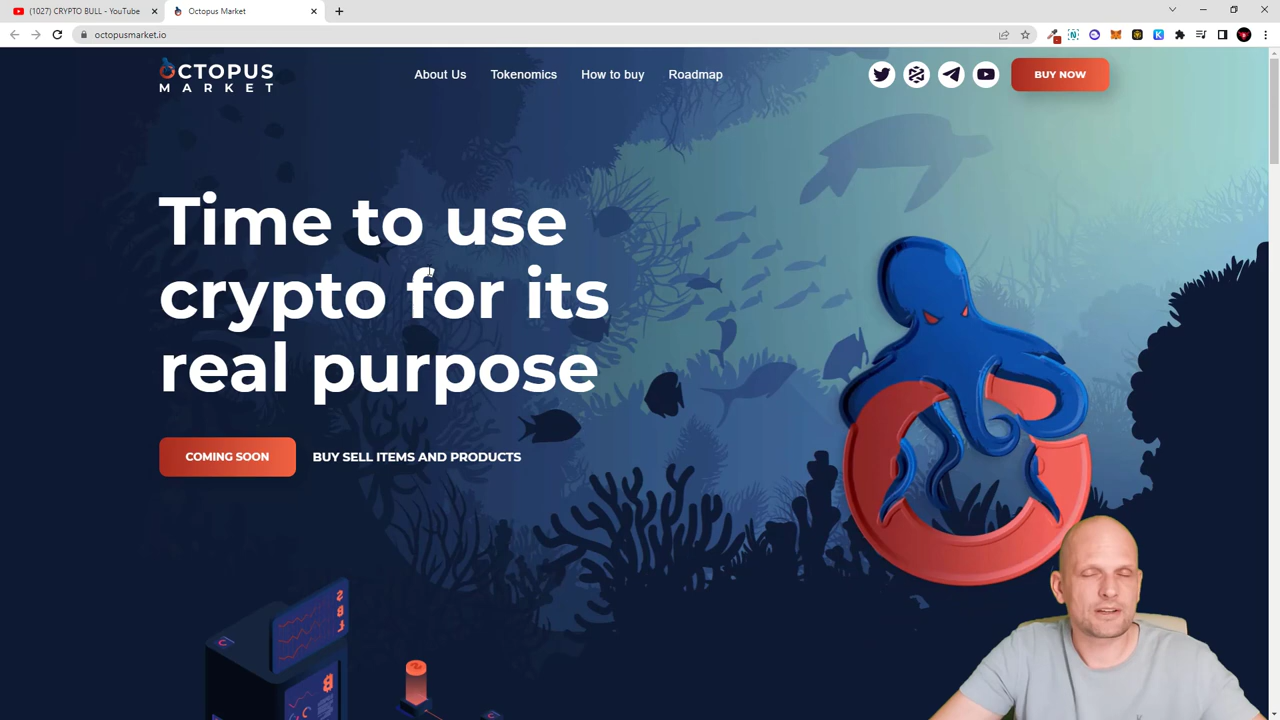 (1027) CRYPTO BULL - YouTube
Octopus Market
octopusmarket.io
OCTOPUS
MARKET
About Us
Tokenomics
How to buy
Roadmap
BUY NOW
Time to use
crypto for its
real purpose
COMING SOON
BUY SELL ITEMS AND PRODUCTS